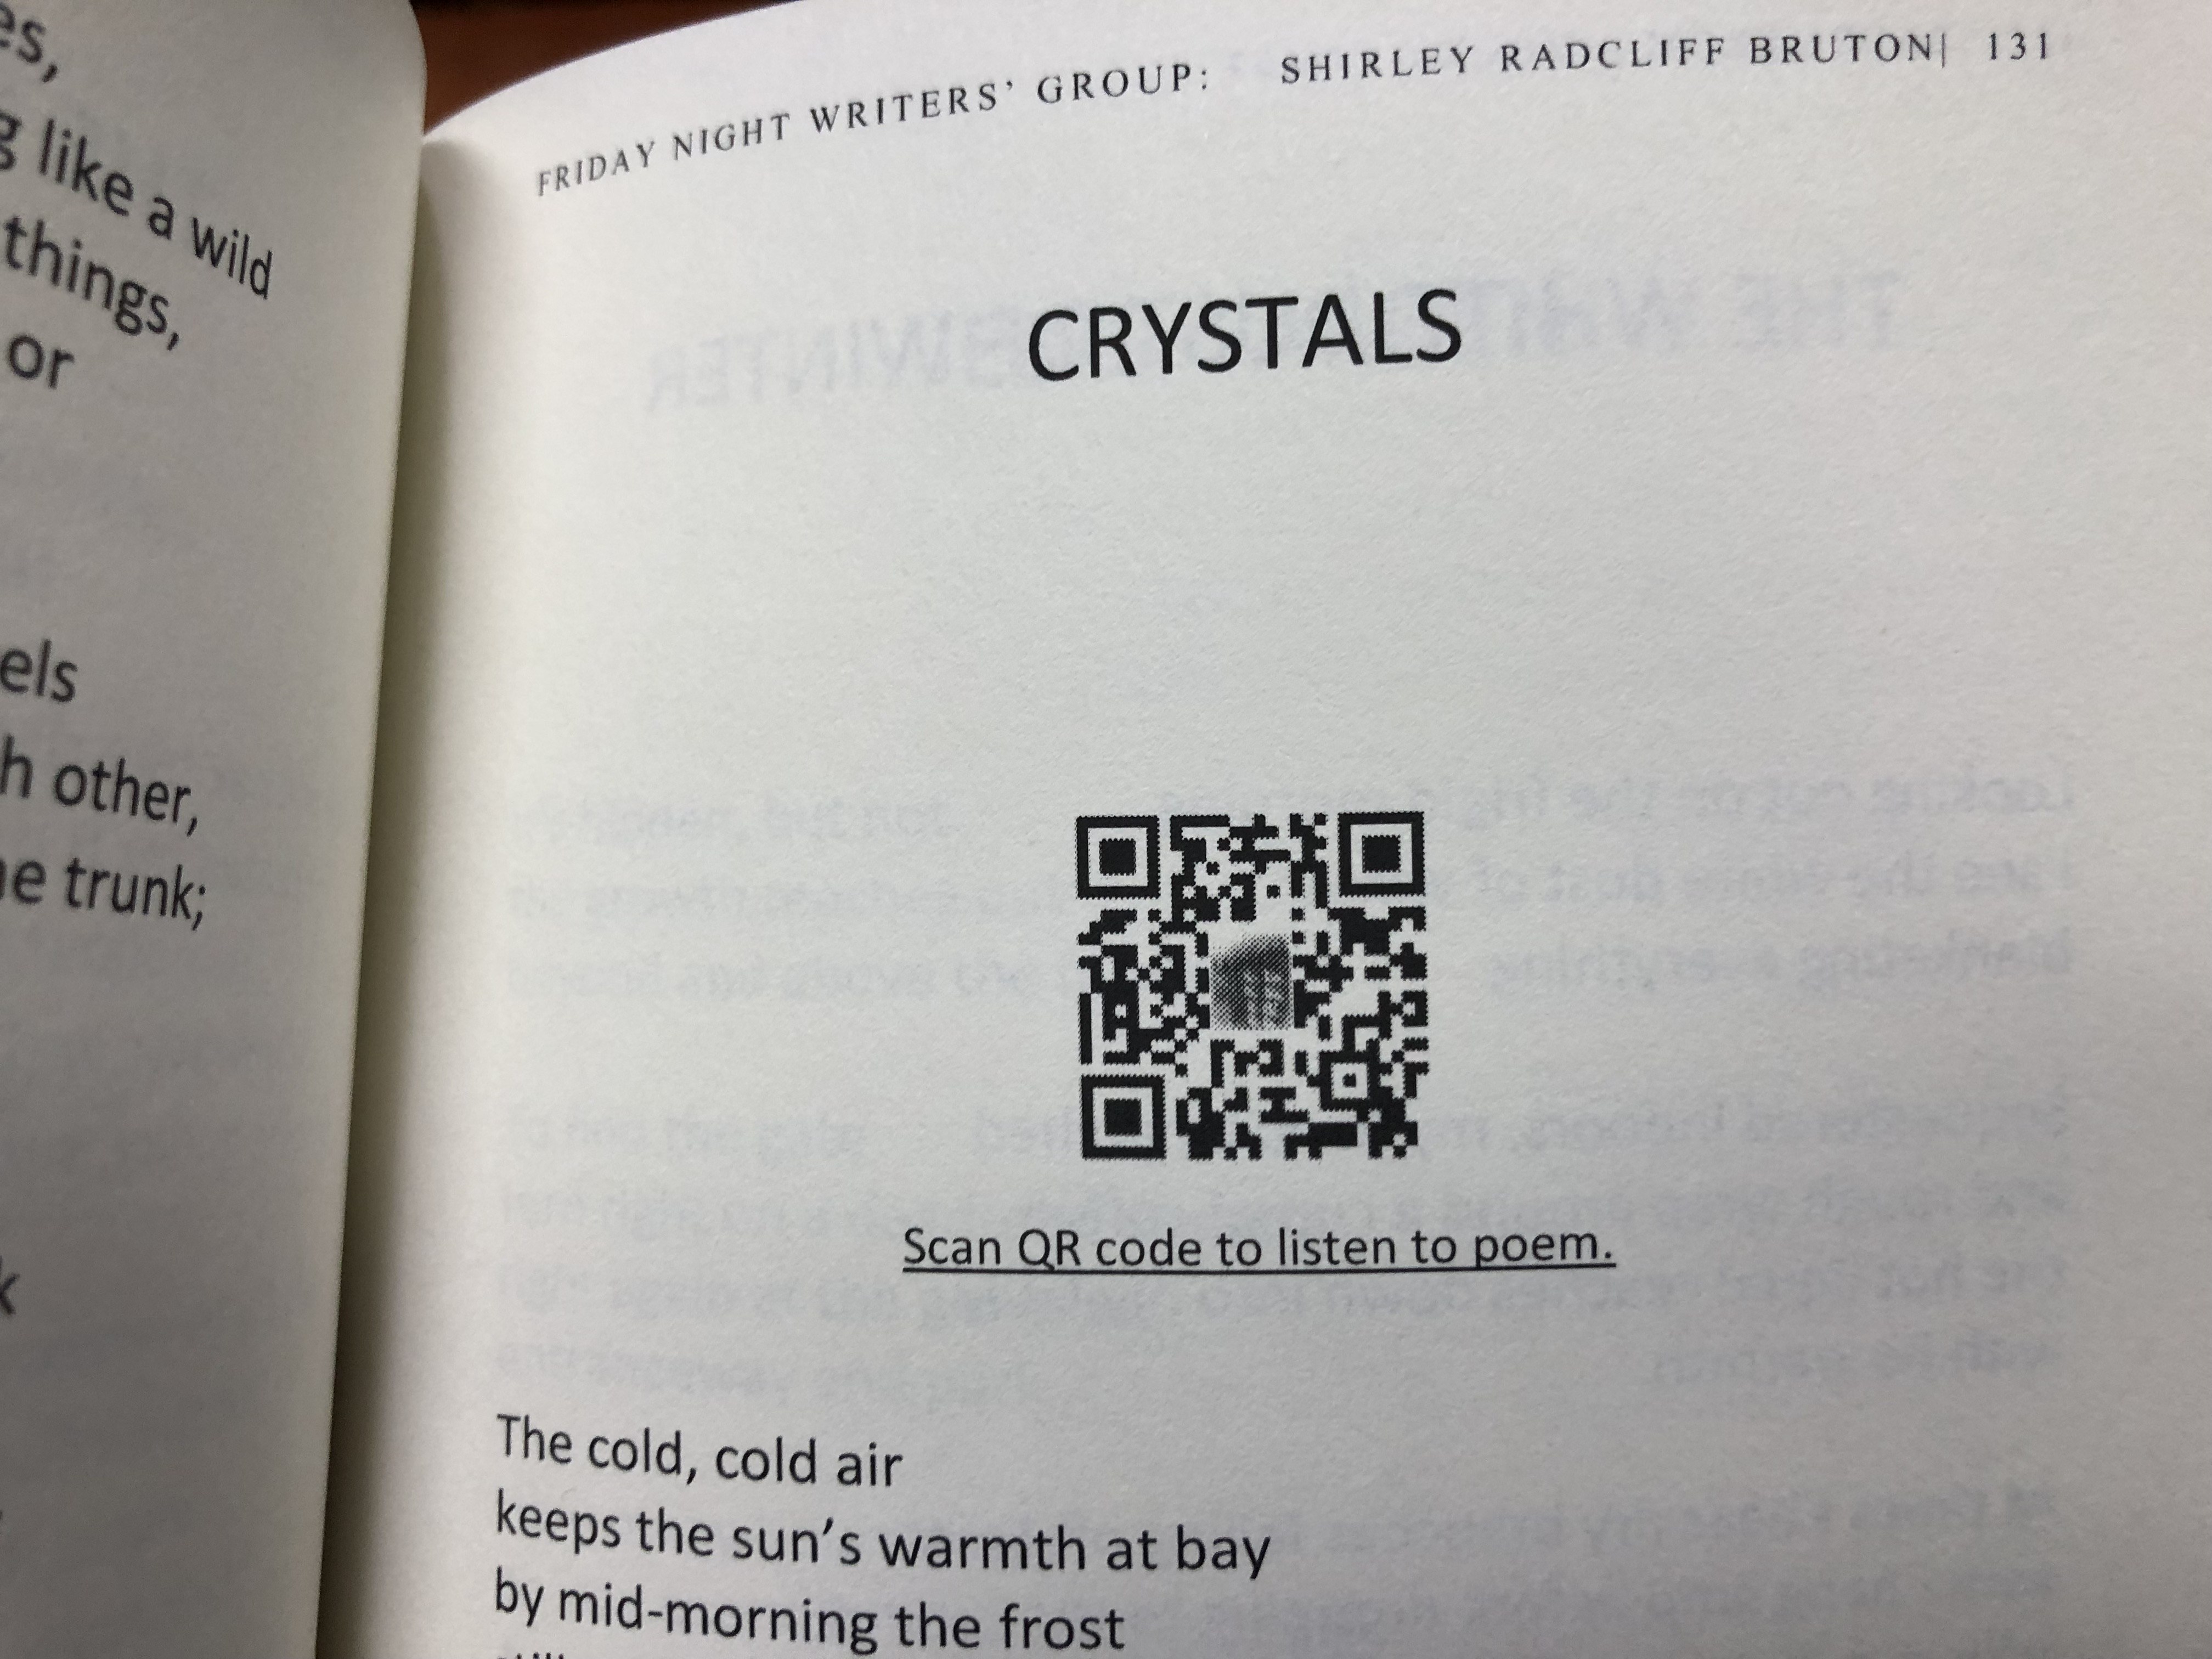 es,
g like a wild
things,
or
els
h other,
e trunk;
k
FRIDAY NIGHT WRITERS' GROUP: SHIRLEY RADCLIFF BRUTON| 131
CRYSTALS
Scan QR code to listen to poem.
The cold, cold air
keeps the sun's warmth at bay
by mid-morning the frost